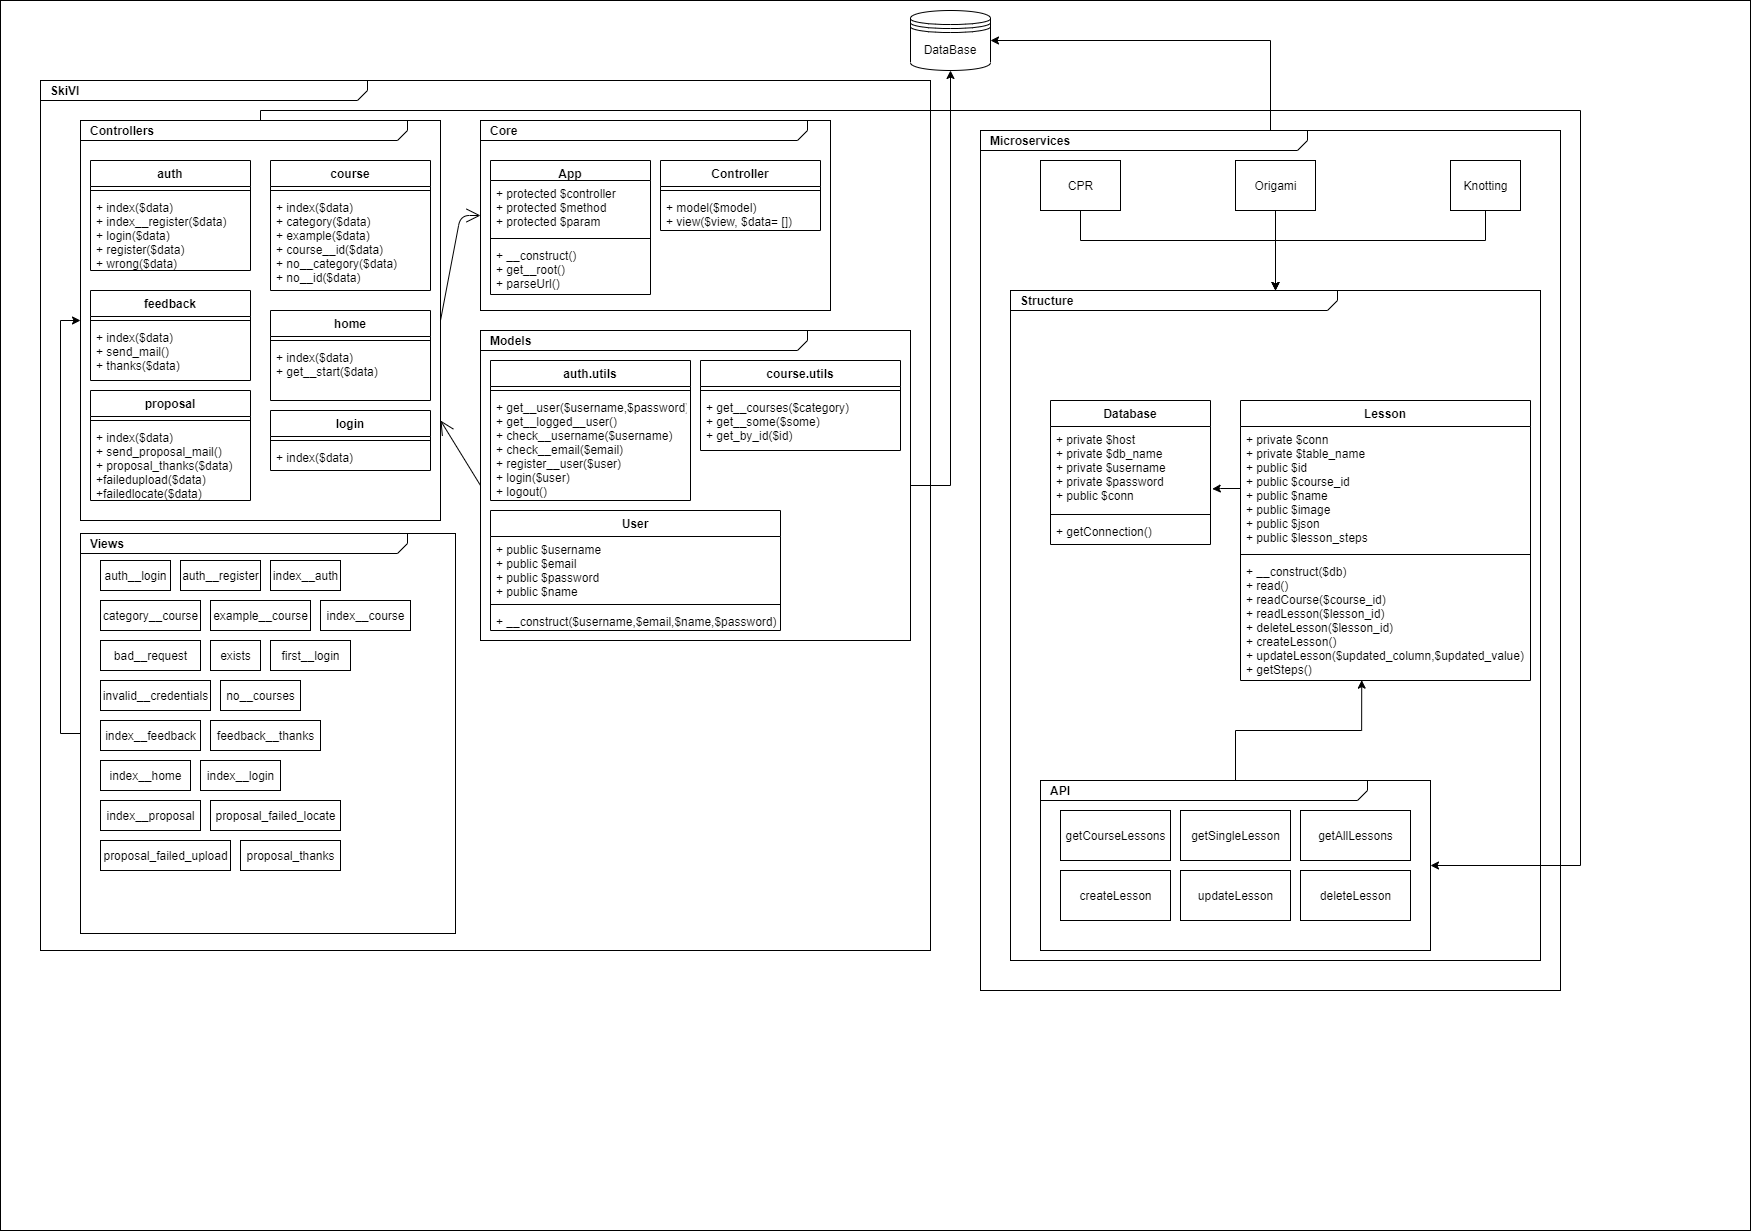 DataBase
SkiVI
Controllers
auth
+ index($data)
+ index__register($data)
+ login($data)
+ register($data)
+ wrong($data)
course
+ index($data)
+ category($data)
+ example($data)
+ course__id($data)
+ no__category($data)
+ no__id($data)
feedback
+ index($data)
+ send_mail()
+ thanks($data)
home
+ index($data)
+ get__start($data)
proposal
+ index($data)
+ send_proposal_mail()
+ proposal_thanks($data)
+failedupload($data)
+failedlocate($data)
login
+ index($data)
Core
App
+ protected $controller
+ protected $method
+ protected $param
+ __construct()
+ get__root()
+ parseUrl()
Controller
+ model($model)
+ view($view, $data= [])
Models
auth.utils
+ get__user($username,$password)
+ get__logged__user()
+ check__username($username)
+ check__email($email)
+ register__user($user)
+ login($user)
+ logout()
course.utils
+ get__courses($category)
+ get__some($some)
+ get_by_id($id)
User
+ public $username
+ public $email
+ public $password
+ public $name
+ __construct($username,$email,$name,$password)
Views
auth__login
auth__register
index__auth
category__course
example__course
index__course
bad__request
exists
first__login
invalid__credentials
no__courses
index__feedback
feedback__thanks
index__home
index__login
index__proposal
proposal_failed_locate
proposal_failed_upload
proposal_thanks
Microservices
CPR
Origami
Knotting
Structure
Database
+ private $host
+ private $db_name
+ private $username
+ private $password
+ public $conn
+ getConnection()
Lesson
+ private $conn
+ private $table_name
+ public $id
+ public $course_id
+ public $name
+ public $image
+ public $json
+ public $lesson_steps
+ __construct($db)
+ read()
+ readCourse($course_id)
+ readLesson($lesson_id)
+ deleteLesson($lesson_id)
+ createLesson()
+ updateLesson($updated_column,$updated_value)
+ getSteps()
API
getCourseLessons
getSingleLesson
getAllLessons
createLesson
updateLesson
deleteLesson